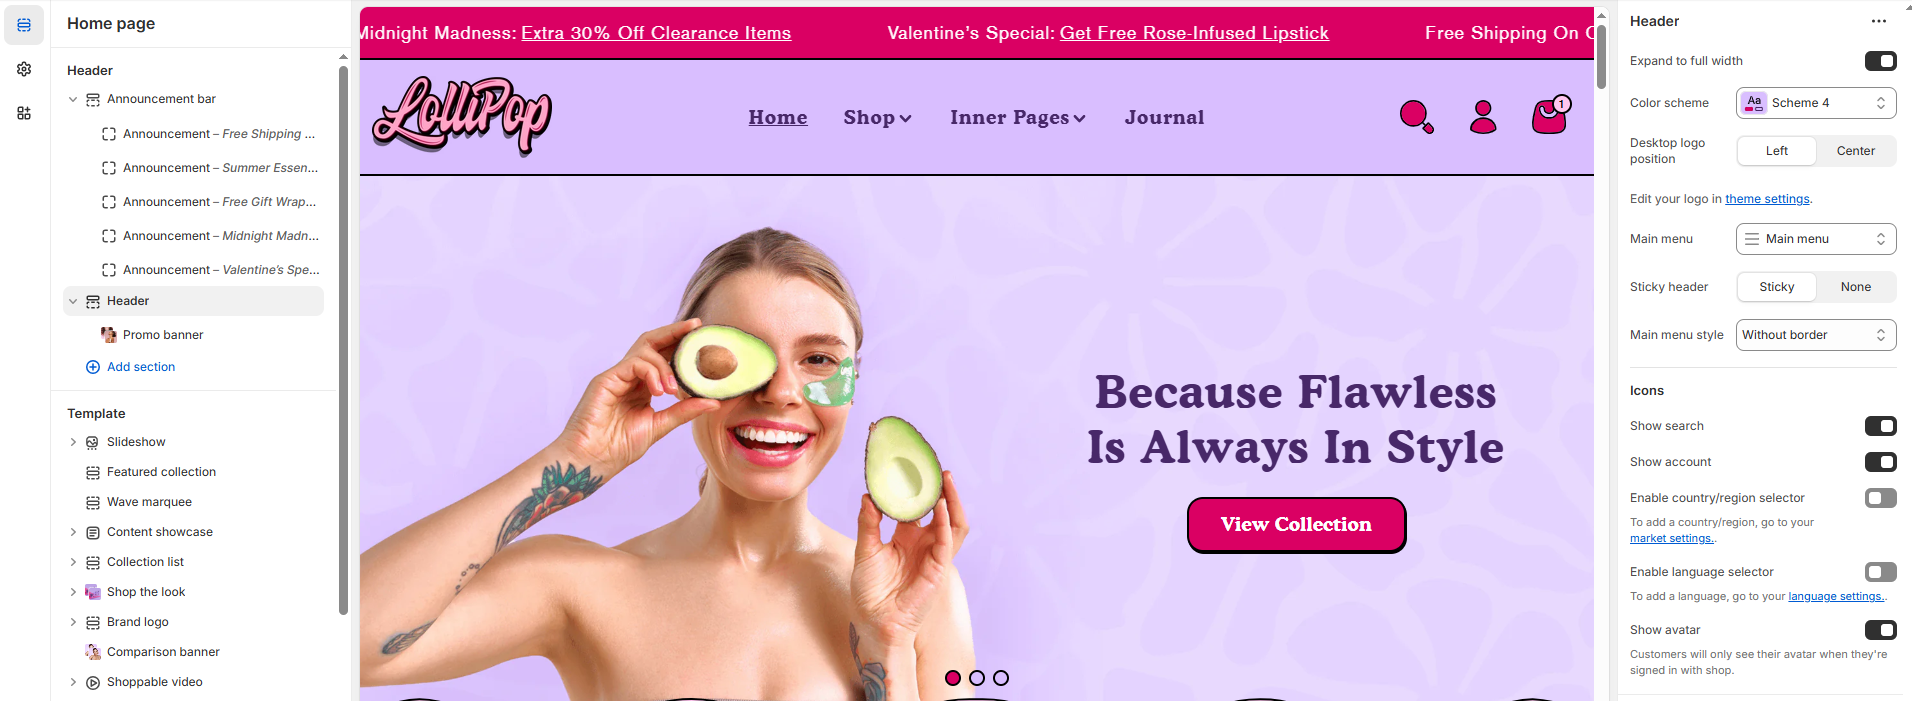 Home page
Header
Announcement bar
Announcement – Free Shipping ...
Announcement – Summer Essen...
Announcement – Free Gift Wrap...
Announcement – Midnight Madn...
Announcement – Valentine's Spe...
Header
Promo banner
Add section
Template
Slideshow
Featured collection
Wave marquee
Content showcase
Collection list
Shop the look
Brand logo
Comparison banner
Shoppable video
Midnight Madness: Extra 30% Off Clearance Items
Valentine's Special: Get Free Rose-Infused Lipstick
Free Shipping On
LolliPop
Home
Shop
Inner Pages
Journal
1
Because Flawless
Is Always In Style
View Collection
Header
Expand to full width
Color scheme
Aa
Scheme 4
Desktop logo
position
Left
Center
Edit your logo in theme settings.
Main menu
Main menu
Sticky header
Sticky
None
Main menu style
Without border
Icons
Show search
Show account
Enable country/region selector
To add a country/region, go to your
market settings..
Enable language selector
To add a language, go to your language settings..
Show avatar
Customers will only see their avatar when they're
signed in with shop.